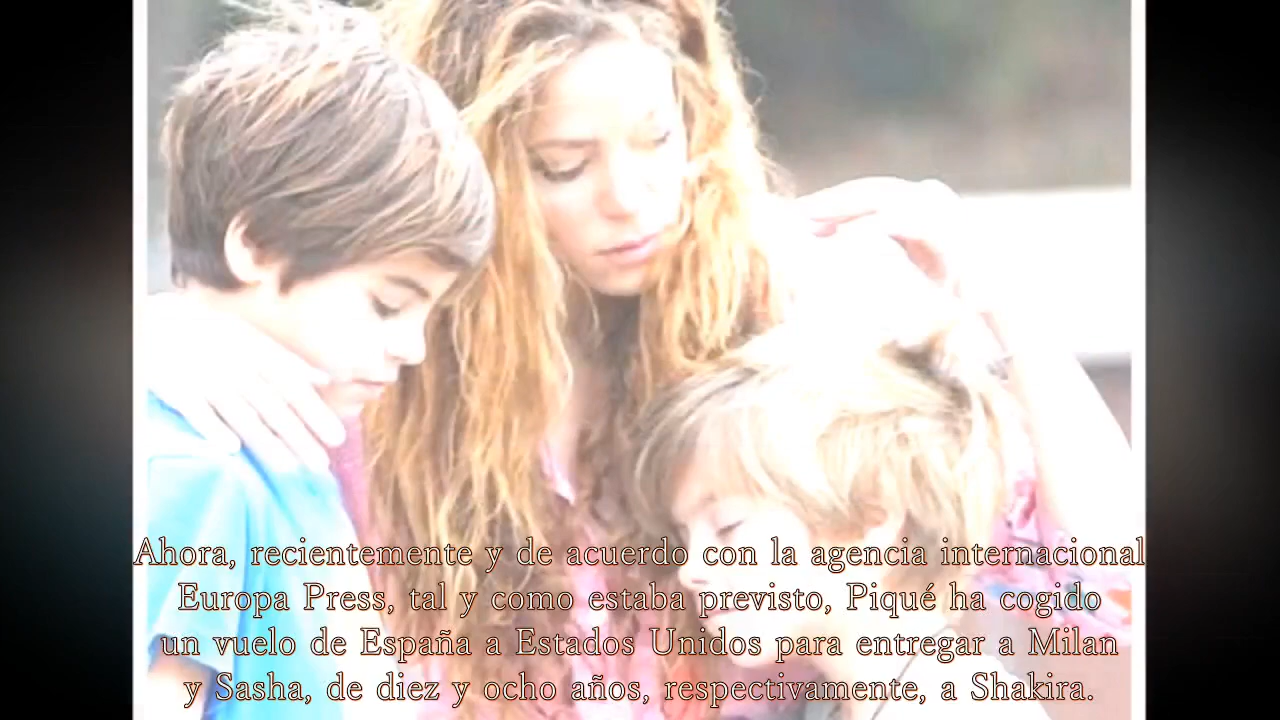 Ahora, recientemente y de acuerdo con la agencia internacional
Europa Press, tal y como estaba previsto, Piqué ha cogido
un vuelo de España a Estados Unidos para entregar a Milan
y Sasha, de diez y ocho años, respectivamente, a Shakira.